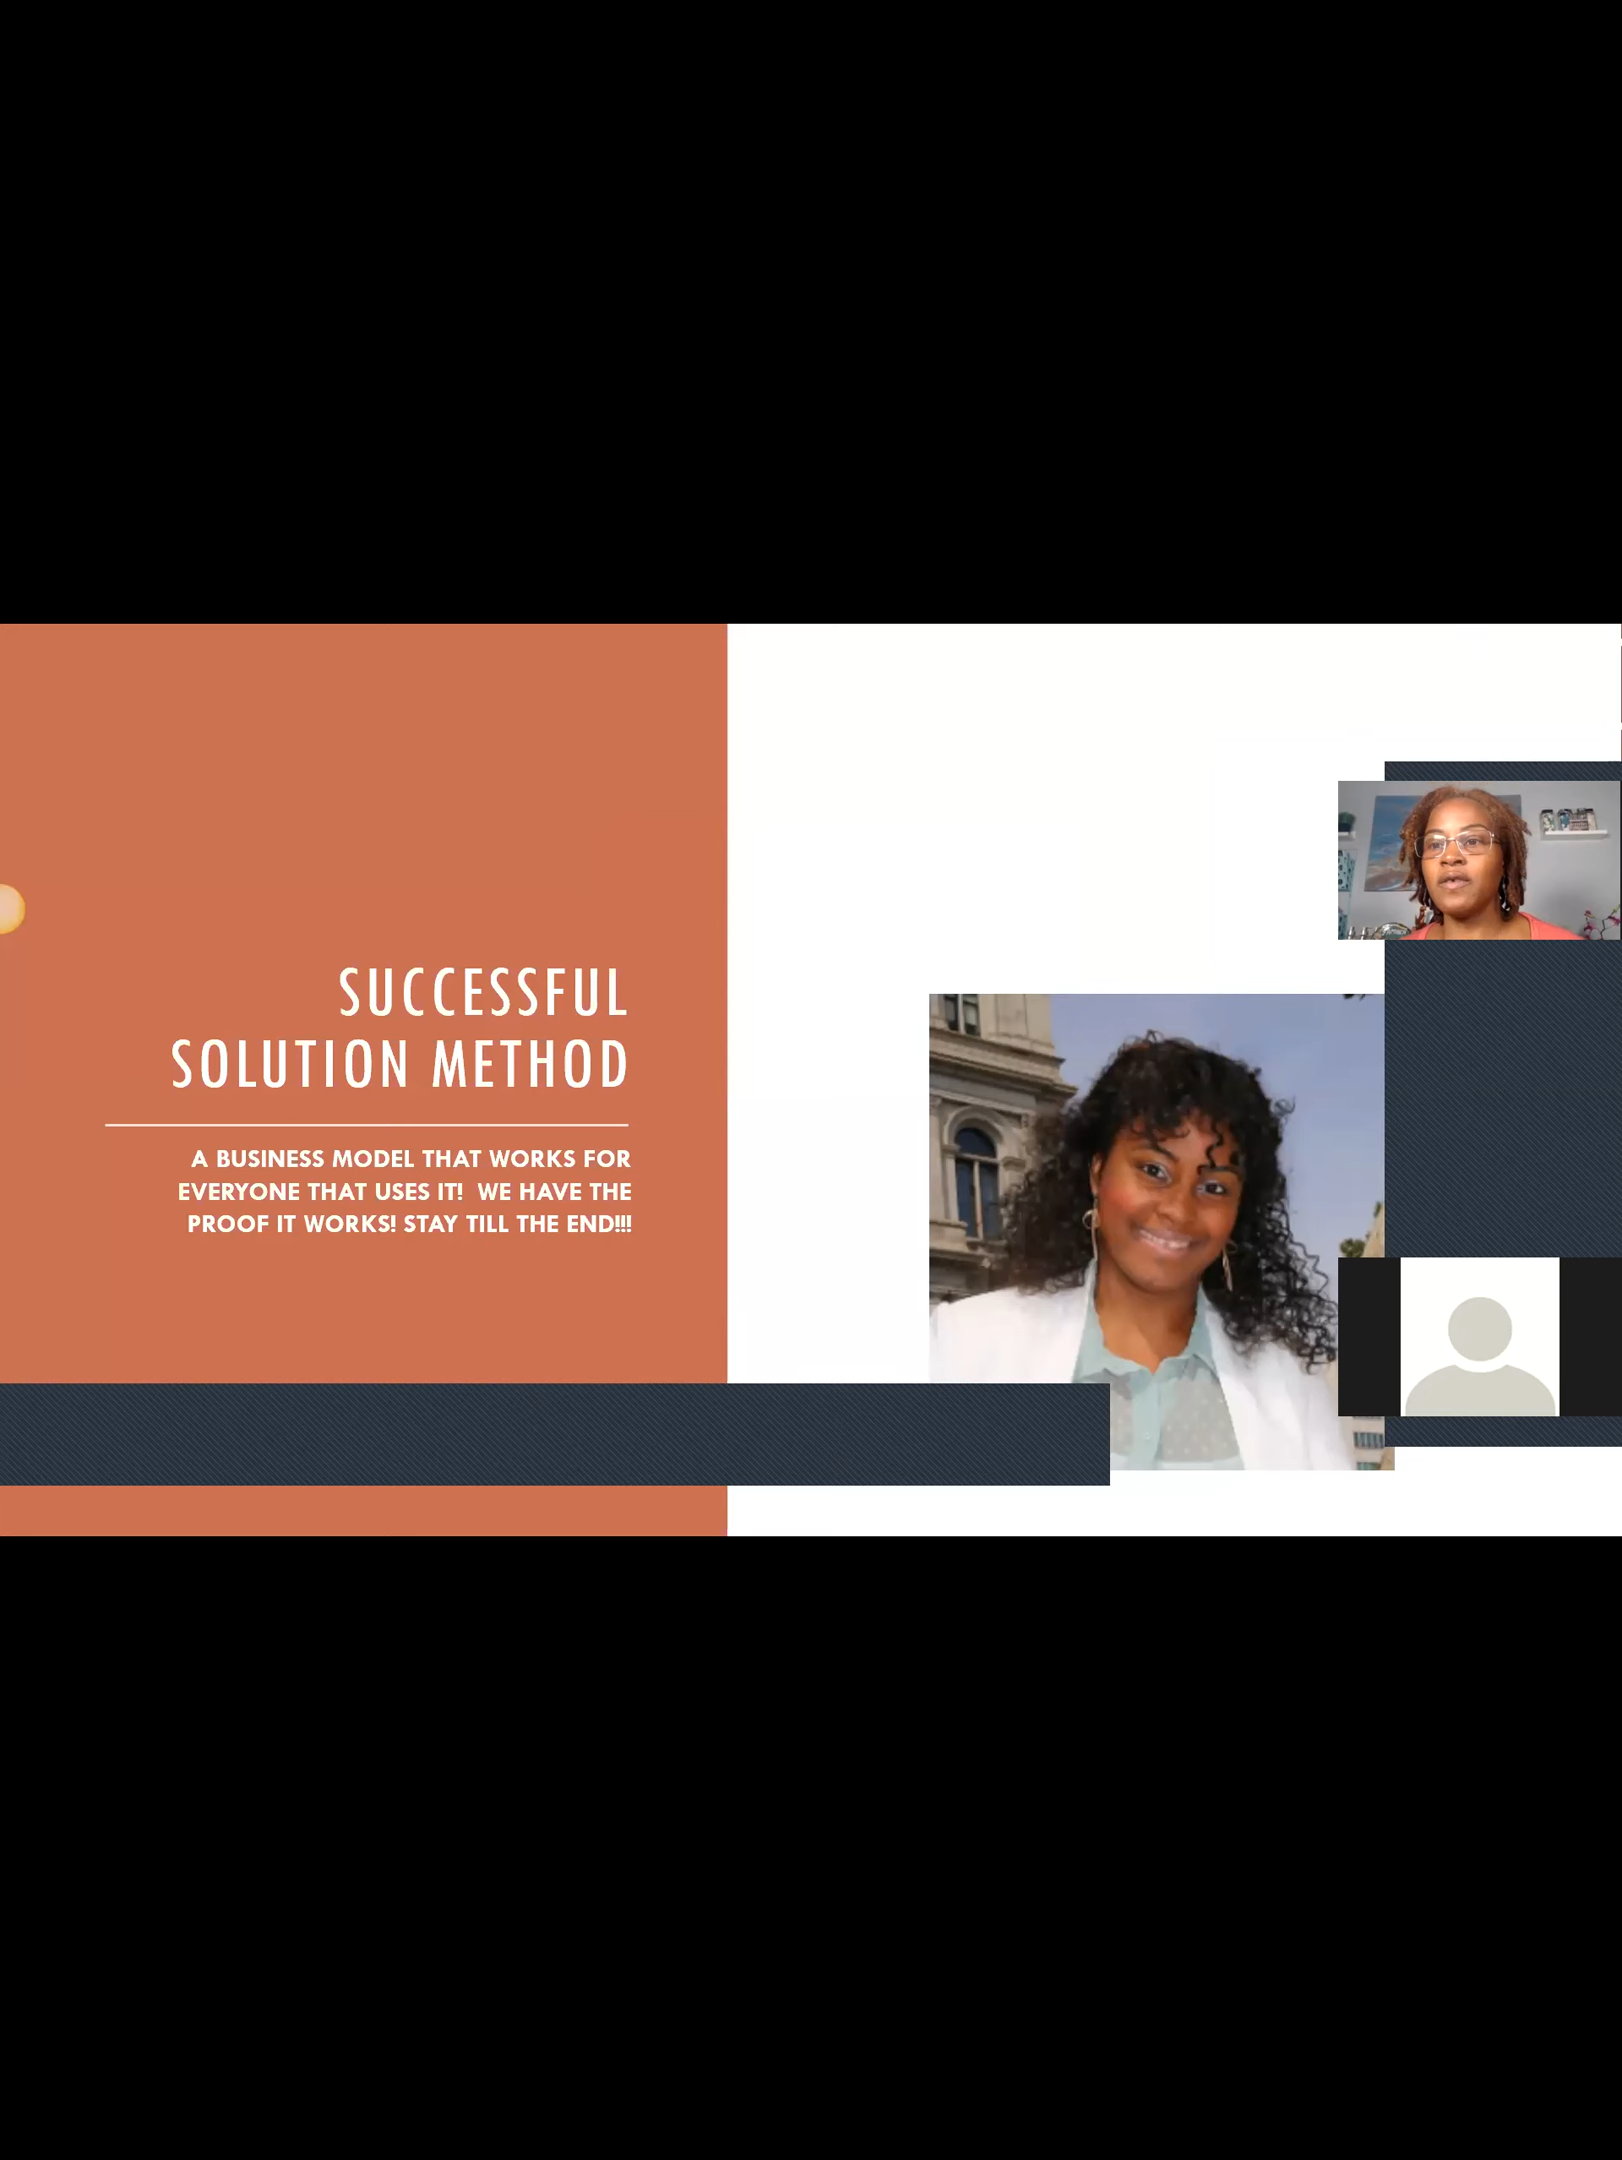 SUCCESSFUL
SOLUTION METHOD
A BUSINESS MODEL THAT WORKS FOR
EVERYONE THAT USES IT!  WE HAVE THE
PROOF IT WORKS! STAY TILL THE END!!!